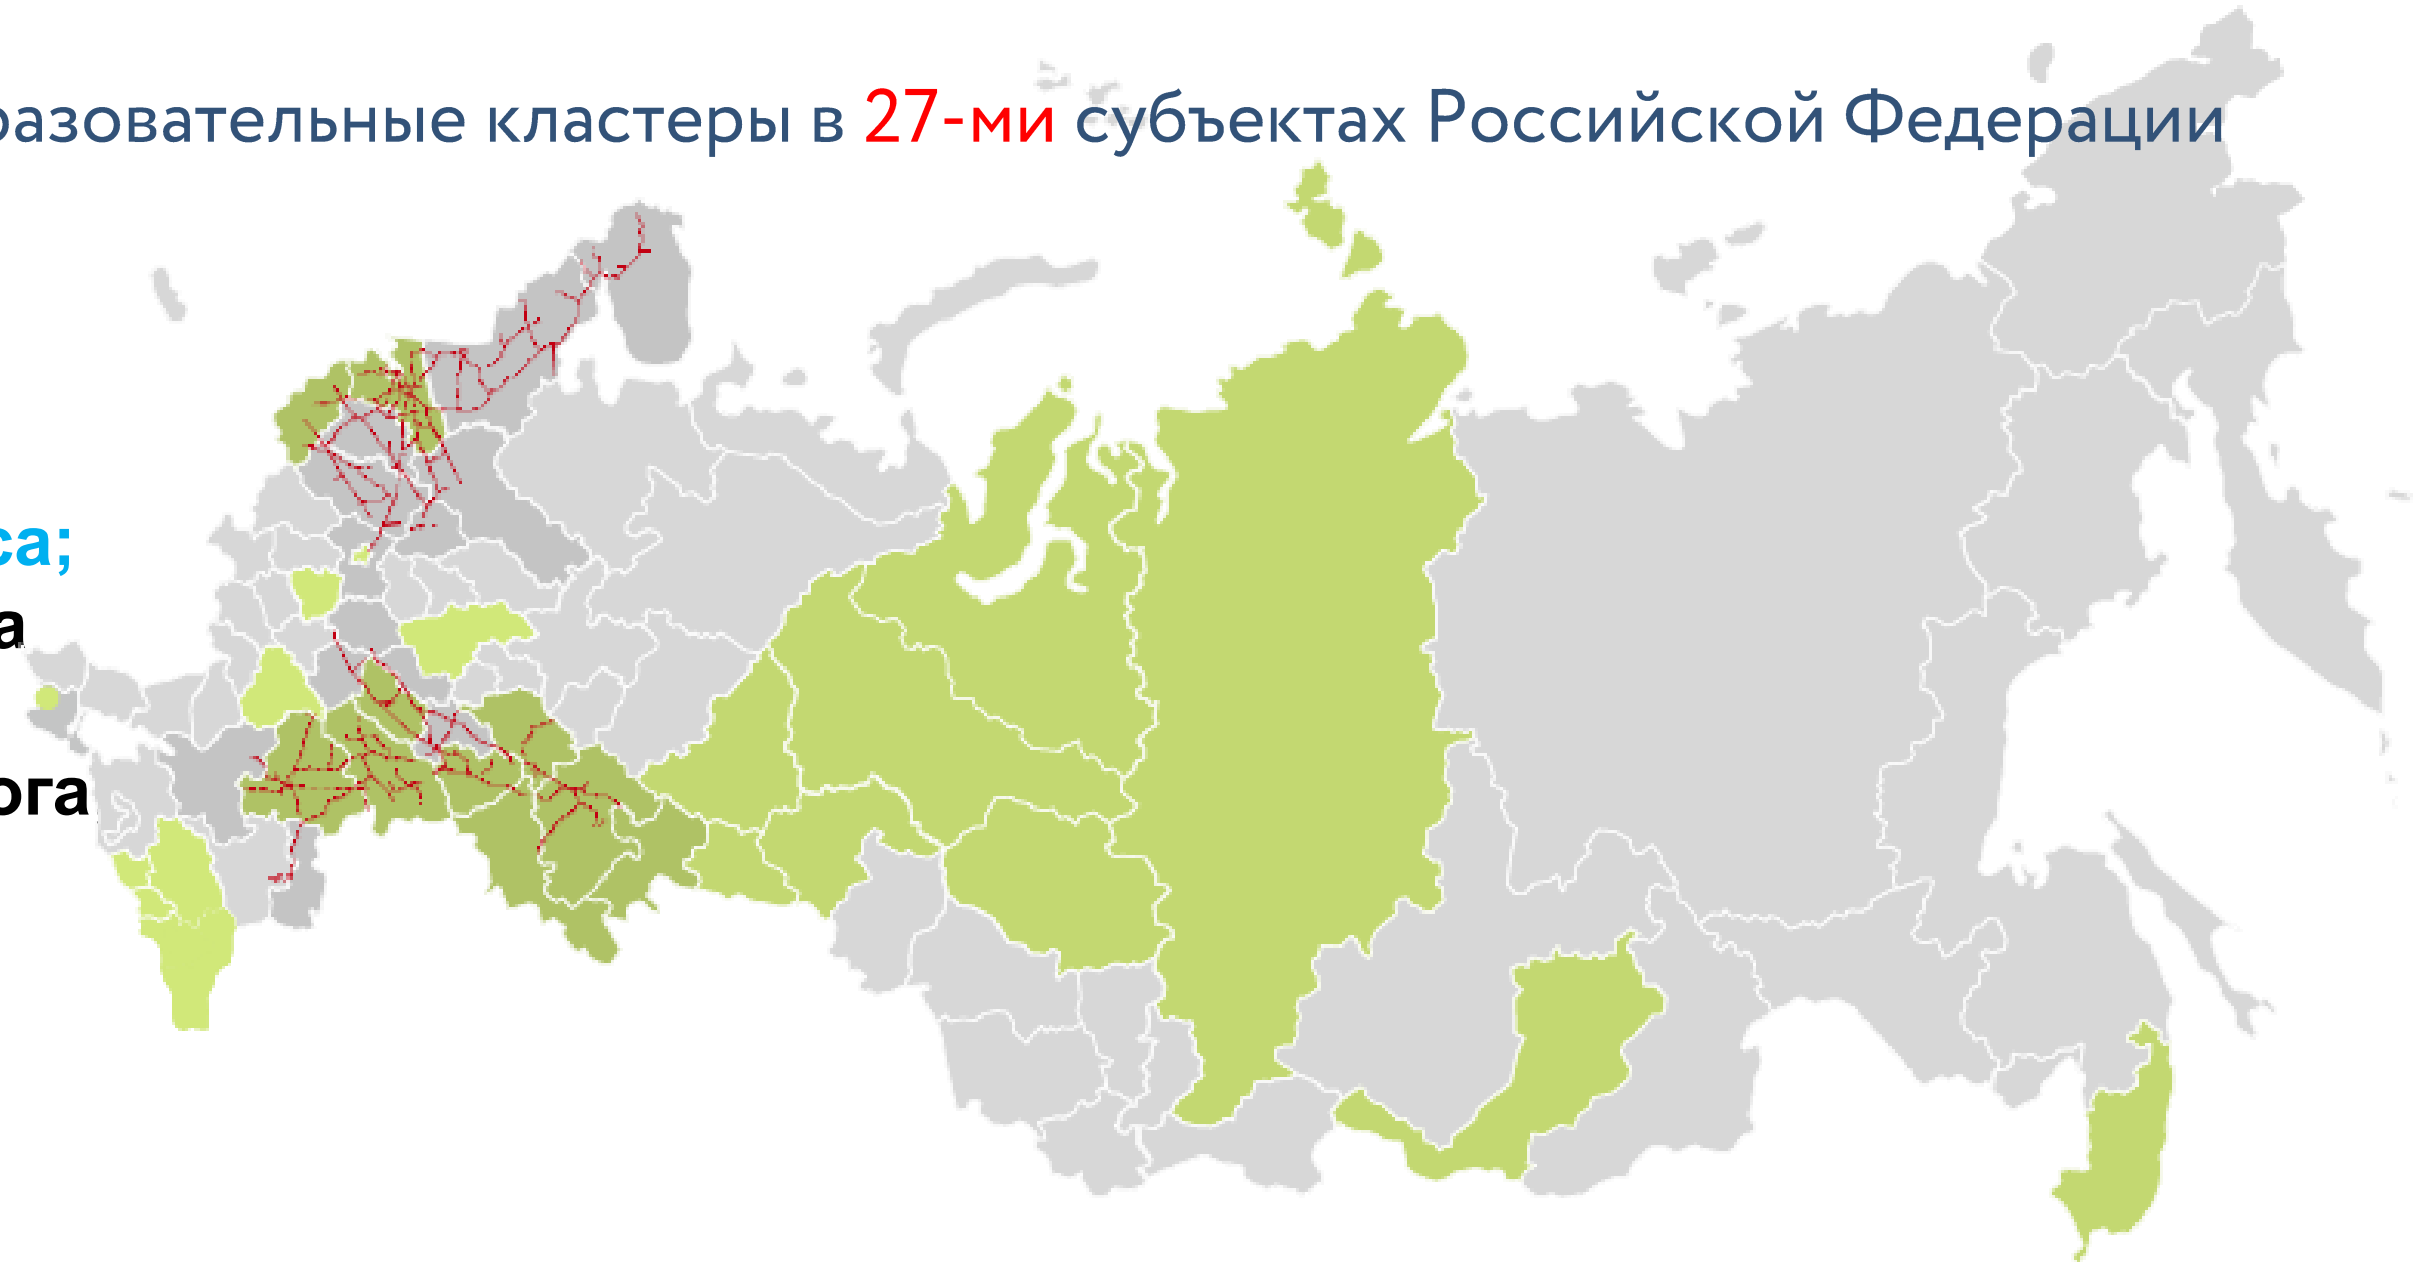 разовательные кластеры в 27-ми субъектах Российской Федерации
са;
а
ога